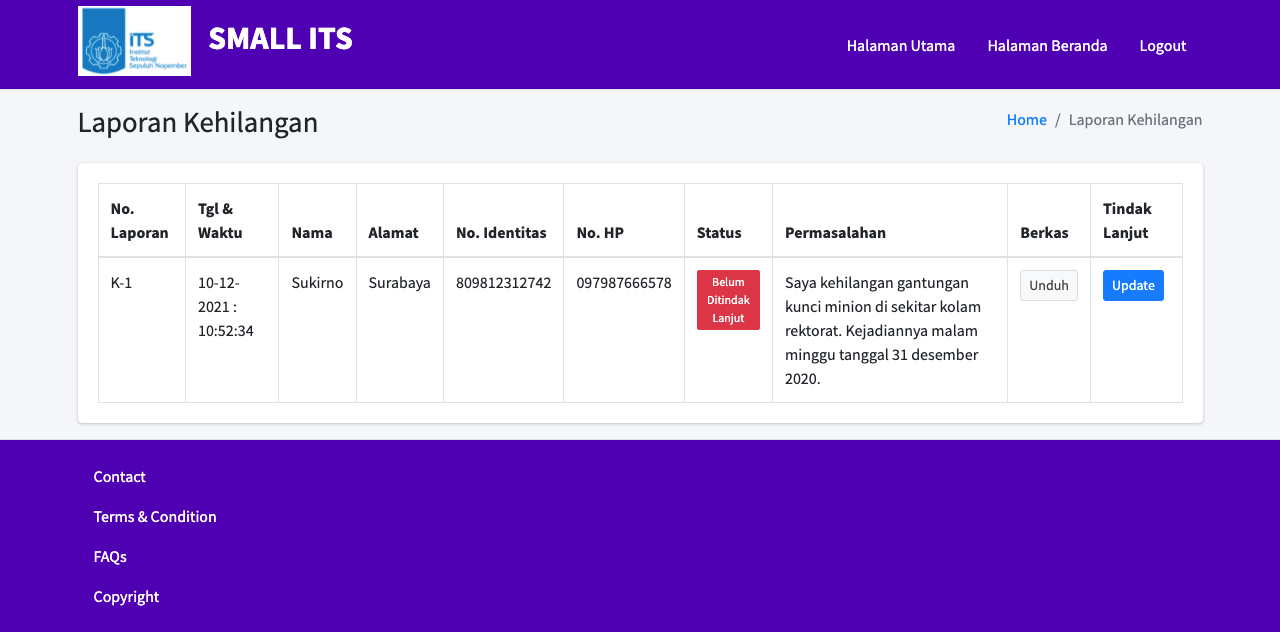 ITS
Institut
Teknologi
Sepuluh Nopember
SMALL ITS
Halaman Utama
Halaman Beranda
Logout
Laporan Kehilangan
Home / Laporan Kehilangan
No.
Laporan
Tgl &
Waktu
Nama
Alamat
No. Identitas
No. HP
Status
Permasalahan
Berkas
Tindak
Lanjut
K-1
10-12-
2021 :
10:52:34
Sukirno
Surabaya
809812312742
097987666578
Belum
Ditindak
Lanjut
Saya kehilangan gantungan
kunci minion di sekitar kolam
rektorat. Kejadiannya malam
minggu tanggal 31 desember
2020.
Unduh
Update
Contact
Terms & Condition
FAQs
Copyright